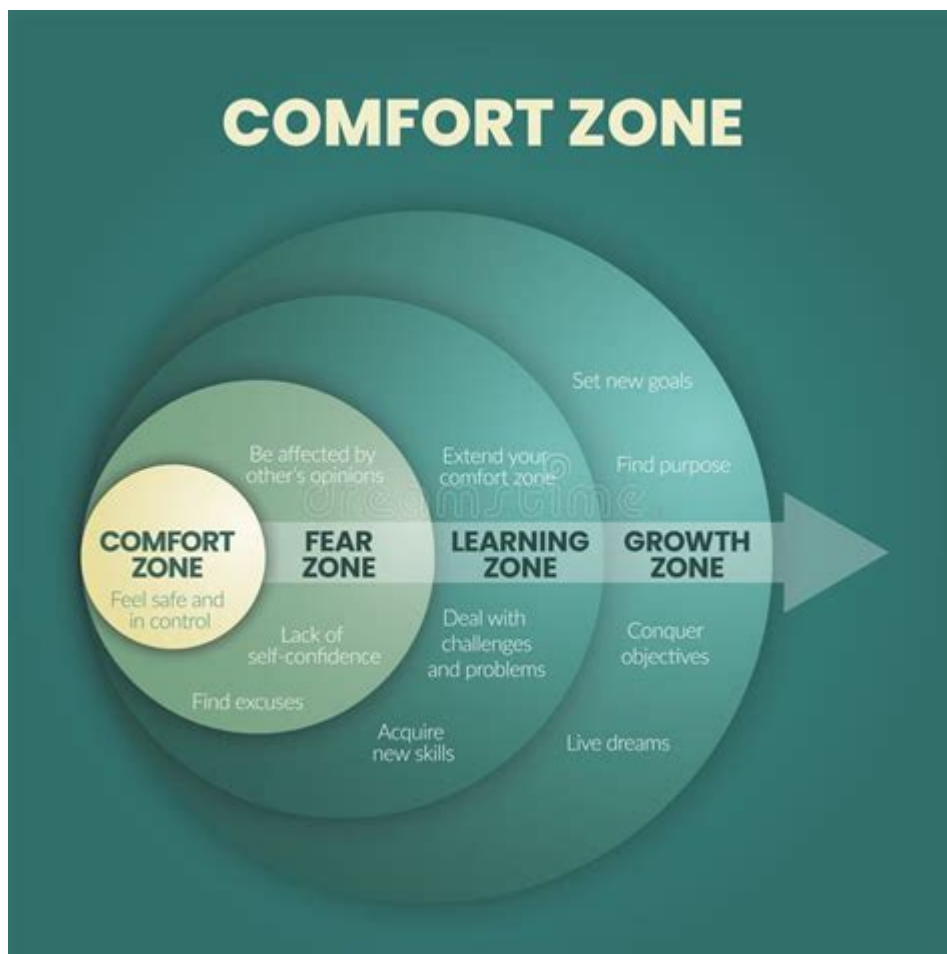 COMFORT ZONE
Set new goals
Be affected by
other's opinions
Extend your
comfort zone
Find purpose
dreamstime
COMFORT
ZONE
Feel safe and
in control
FEAR
ZONE
LEARNING
ZONE
GROWTH
ZONE
Lack of
self-confidence
Find excuses
Deal with
challenges
and problems
Acquire
new skills
Conquer
objectives
Live dreams